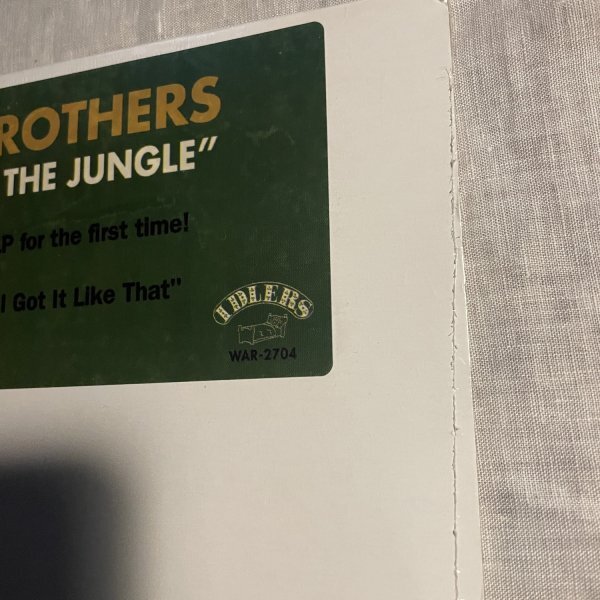 ROTHERS
THE JUNGLE”
P for the first time!
I Got It Like That"
IDLERS
WAR-2704